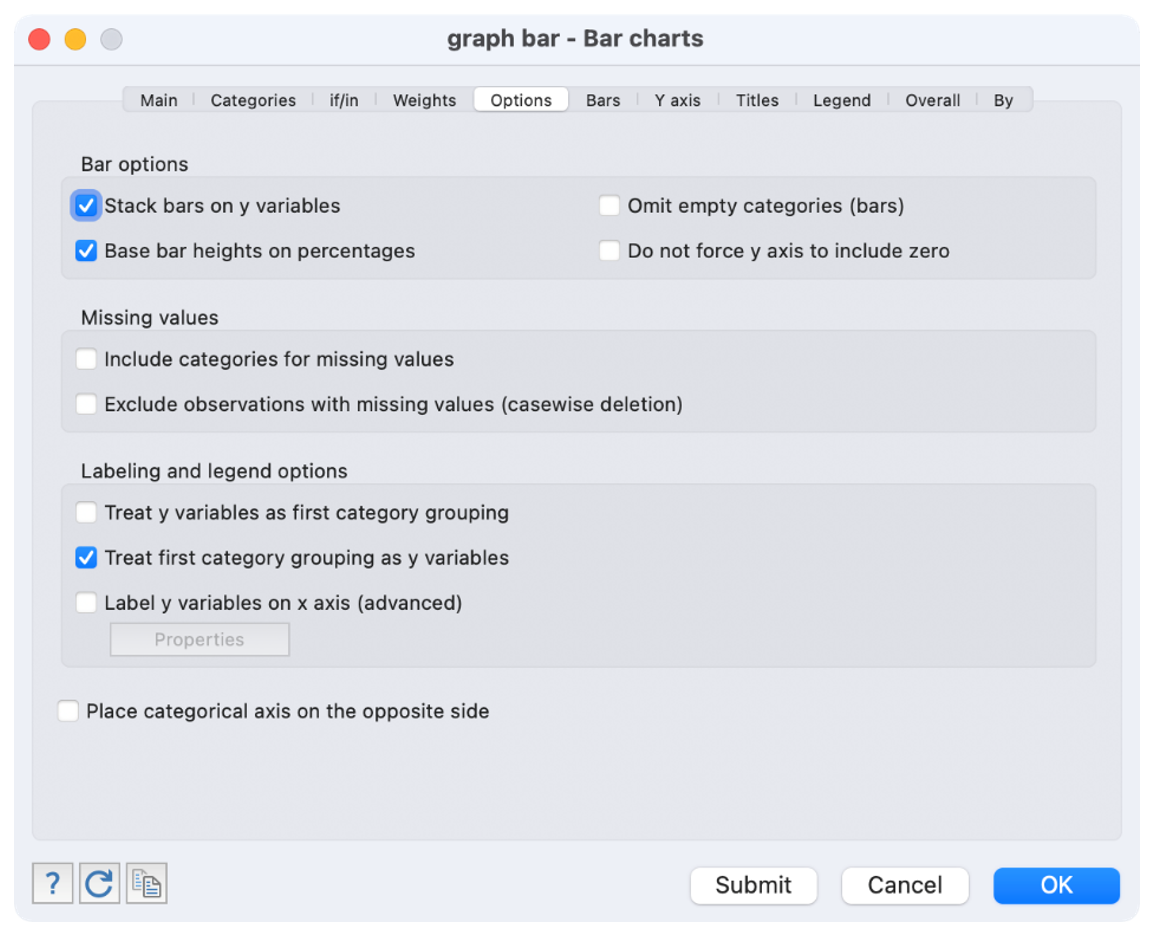 graph bar - Bar charts
Main Categories if/in Weights Options Bars Y axis Titles Legend Overall By
Bar options
Stack bars on y variables
Omit empty categories (bars)
Base bar heights on percentages
Do not force y axis to include zero
Missing values
Include categories for missing values
Exclude observations with missing values (casewise deletion)
Labeling and legend options
Treat y variables as first category grouping
Treat first category grouping as y variables
Label y variables on x axis (advanced)
Properties
Place categorical axis on the opposite side
?
Submit Cancel OK